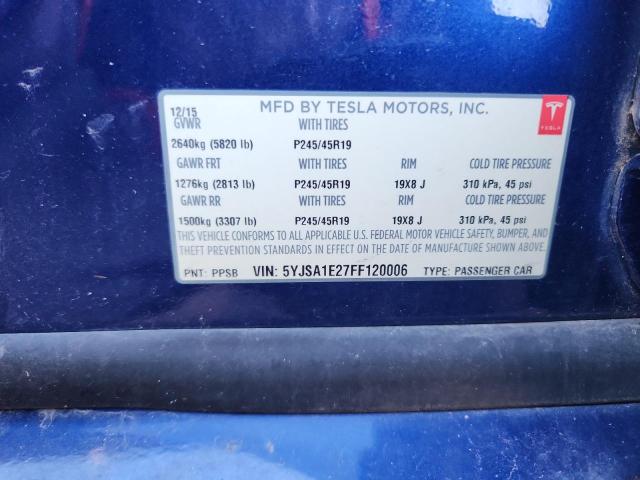 12/15 MFD BY TESLA MOTORS, INC.
GVWR WITH TIRES
2640kg (5820 lb) P245/45R19
GAWR FRT WITH TIRES RIM COLD TIRE PRESSURE
1276kg (2813 lb) P245/45R19 19X8 J 310 kPa, 45 psi
GAWR RR WITH TIRES RIM COLD TIRE PRESSURE
1500kg (3307 lb) P245/45R19 19X8 J 310 kPa, 45 psi
THIS VEHICLE CONFORMS TO ALL APPLICABLE U.S. FEDERAL MOTOR VEHICLE SAFETY, BUMPER, AND
THEFT PREVENTION STANDARDS IN EFFECT ON THE DATE OF MANUFACTURE SHOWN ABOVE.
PNT: PPSB VIN: 5YJSA1E27FF120006 TYPE: PASSENGER CAR
TESLA